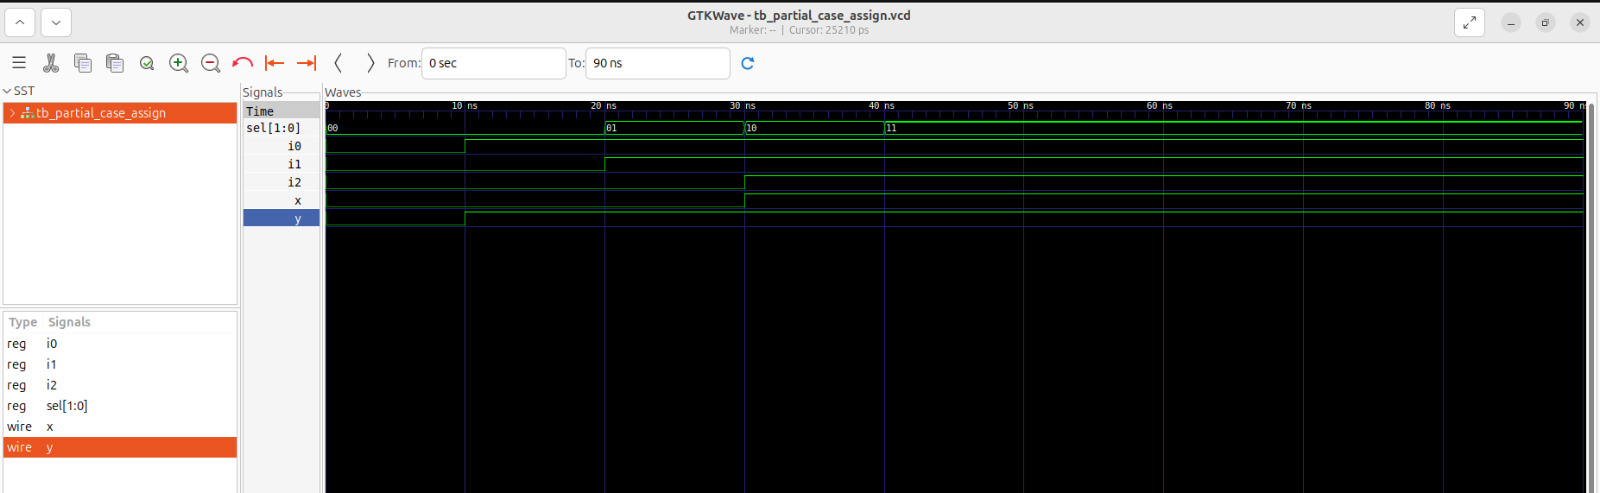 GTKWave - tb_partial_case_assign.vcd
Marker: -- | Cursor: 25210 ps
From: 0 sec To: 90 ns
SST
tb_partial_case_assign
Signals
Waves
0 10 ns 20 ns 30 ns 40 ns 50 ns 60 ns 70 ns 80 ns 90 n
Time
sel[1:0] 00 01 10 11
i0
i1
i2
x
y
Type Signals
reg i0
reg i1
reg i2
reg sel[1:0]
wire x
wire y